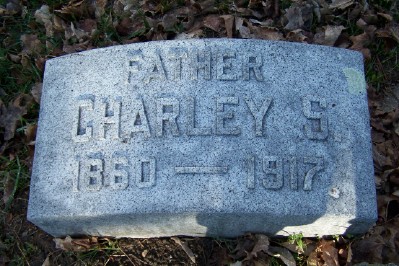 FATHER
CHARLEY S.
1860 — 1917